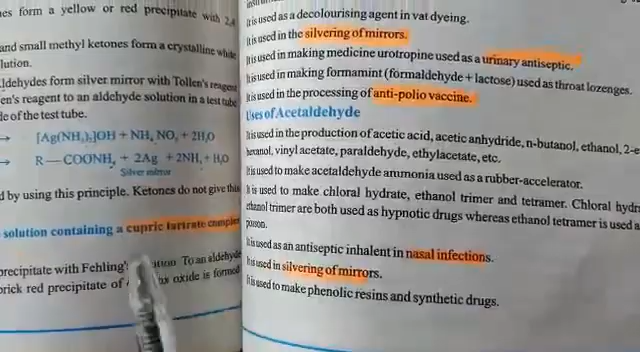 nes form a yellow or red precipitate with 2,4
and small methyl ketones form a crystalline white
lution.
ldehydes form silver mirror with Tollen's reagent
en's reagent to an aldehyde solution in a test tube
de of the test tube.
→ [Ag(NH₃)₂]OH + NH₄ NO₃ + 2H₂O
→ R—COONH₄ + 2Ag + 2NH₃ + H₂O
Silver mirror
d by using this principle. Ketones do not give this
solution containing a cupric tartrate complex
precipitate with Fehling's To an aldehyde
brick red precipitate of oxide is formed
It is used as a decolourising agent in vat dyeing.
It is used in the silvering of mirrors.
It is used in making medicine urotropine used as a urinary antiseptic.
It is used in making formamint (formaldehyde + lactose) used as throat lozenges.
It is used in the processing of anti-polio vaccine.
Uses of Acetaldehyde
It is used in the production of acetic acid, acetic anhydride, n-butanol, ethanol, 2-e
hexanol, vinyl acetate, paraldehyde, ethylacetate, etc.
It is used to make acetaldehyde ammonia used as a rubber-accelerator.
It is used to make chloral hydrate, ethanol trimer and tetramer. Chloral hydr
ethanol trimer are both used as hypnotic drugs whereas ethanol tetramer is used a
poison.
It is used as an antiseptic inhalent in nasal infections.
It is used in silvering of mirrors.
It is used to make phenolic resins and synthetic drugs.